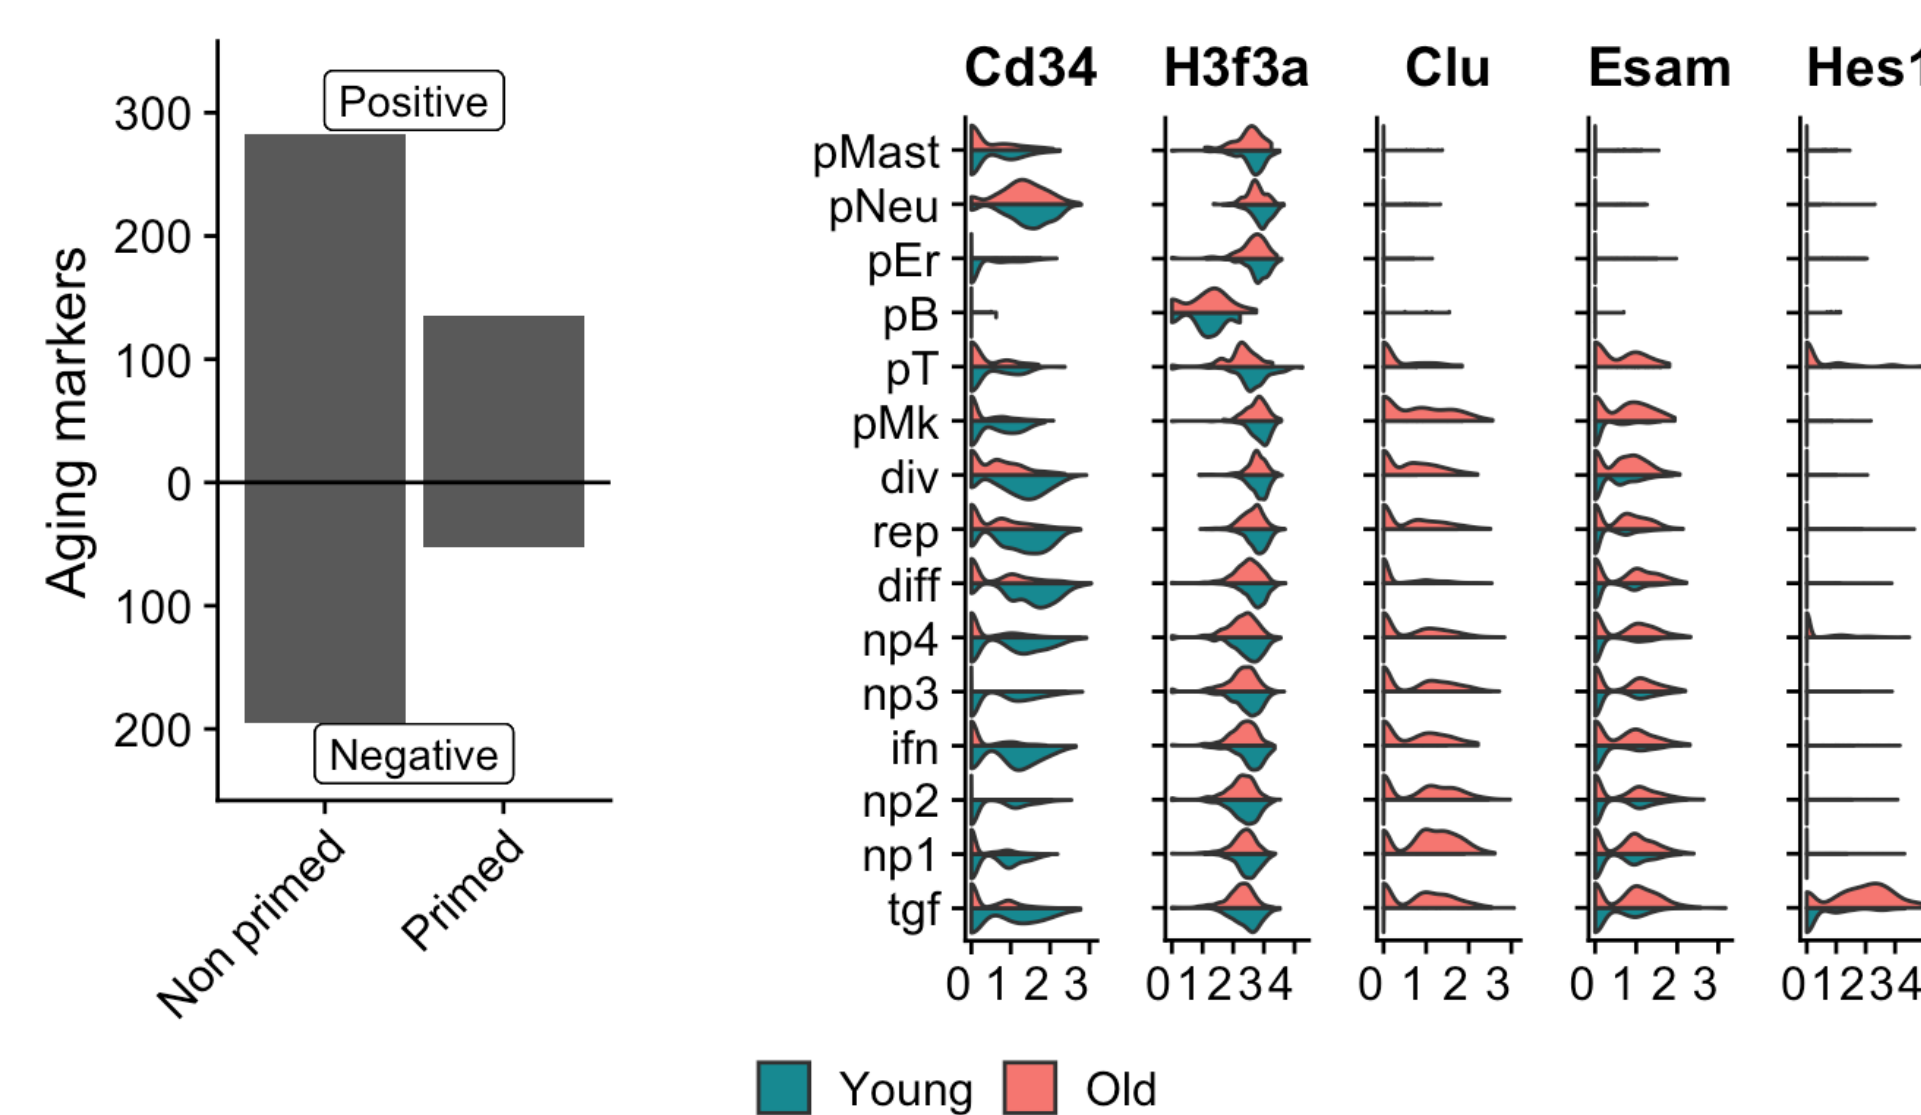 Aging markers
300
200
100
0
100
200
Positive
Negative
Non primed
Primed
Cd34 H3f3a Clu Esam Hes1
pMast
pNeu
pEr
pB
pT
pMk
div
rep
diff
np4
np3
ifn
np2
np1
tgf
0 1 2 3 0 1 2 3 4 0 1 2 3 0 1 2 3 0 1 2 3 4
Young Old